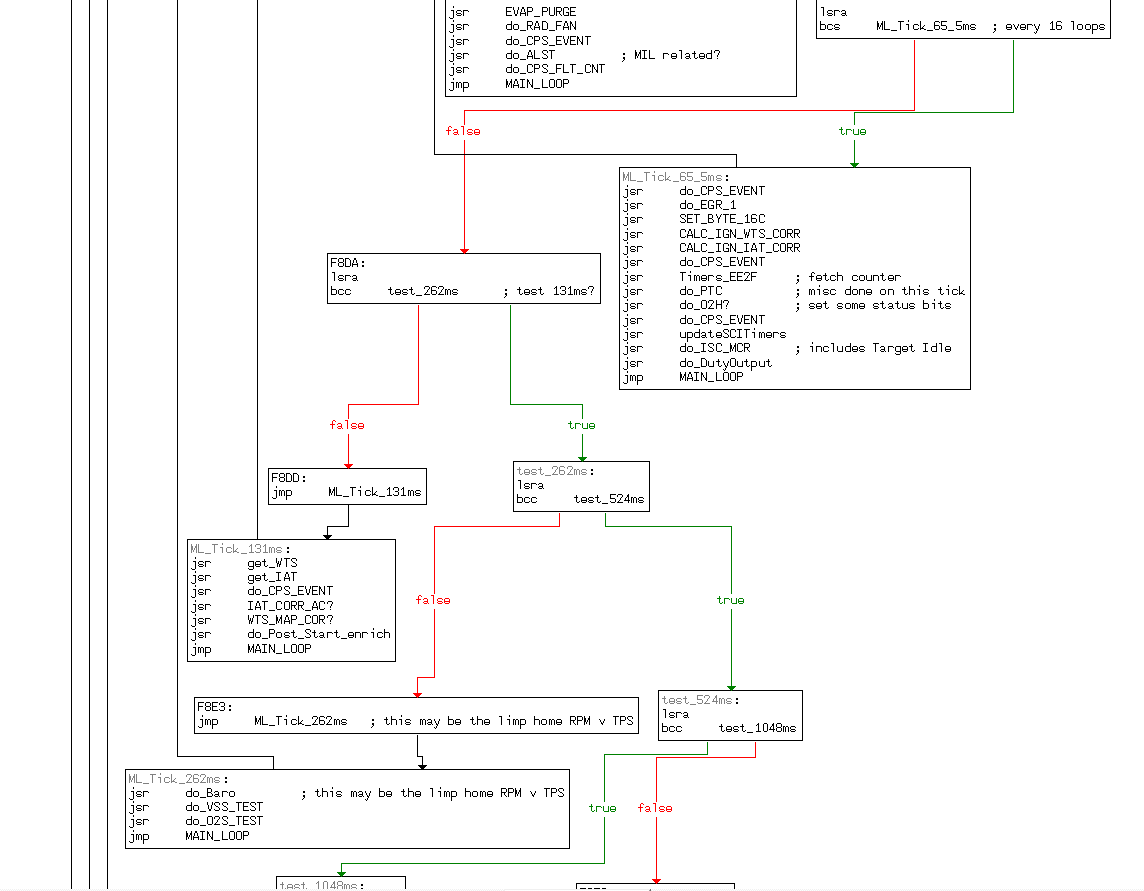 jsr EVAP_PURGE
jsr do_RAD_FAN
jsr do_CPS_EVENT
jsr do_ALST ; MIL related?
jsr do_CPS_FLT_CNT
jmp MAIN_LOOP
lsra
bcs ML_Tick_65_5ms ; every 16 loops
false
true
ML_Tick_65_5ms:
jsr do_CPS_EVENT
jsr do_EGR_1
jsr SET_BYTE_16C
jsr CALC_IGN_WTS_CORR
jsr CALC_IGN_IAT_CORR
jsr do_CPS_EVENT
jsr Timers_EE2F ; fetch counter
jsr do_PTC ; misc done on this tick
jsr do_O2H? ; set some status bits
jsr do_CPS_EVENT
jsr updateSCITimers
jsr do_ISC_MCR ; includes Target Idle
jsr do_DutyOutput
jmp MAIN_LOOP
F8DA:
lsra
bcc test_262ms ; test 131ms?
false
true
F8DD:
jmp ML_Tick_131ms
test_262ms:
lsra
bcc test_524ms
ML_Tick_131ms:
jsr get_WTS
jsr get_IAT
jsr do_CPS_EVENT
jsr IAT_CORR_AC?
jsr WTS_MAP_COR?
jsr do_Post_Start_enrich
jmp MAIN_LOOP
false
true
F8E3:
jmp ML_Tick_262ms ; this may be the limp home RPM v TPS
test_524ms:
lsra
bcc test_1048ms
ML_Tick_262ms:
jsr do_Baro ; this may be the limp home RPM v TPS
jsr do_VSS_TEST
jsr do_O2S_TEST
jmp MAIN_LOOP
true
false
test_1048ms: